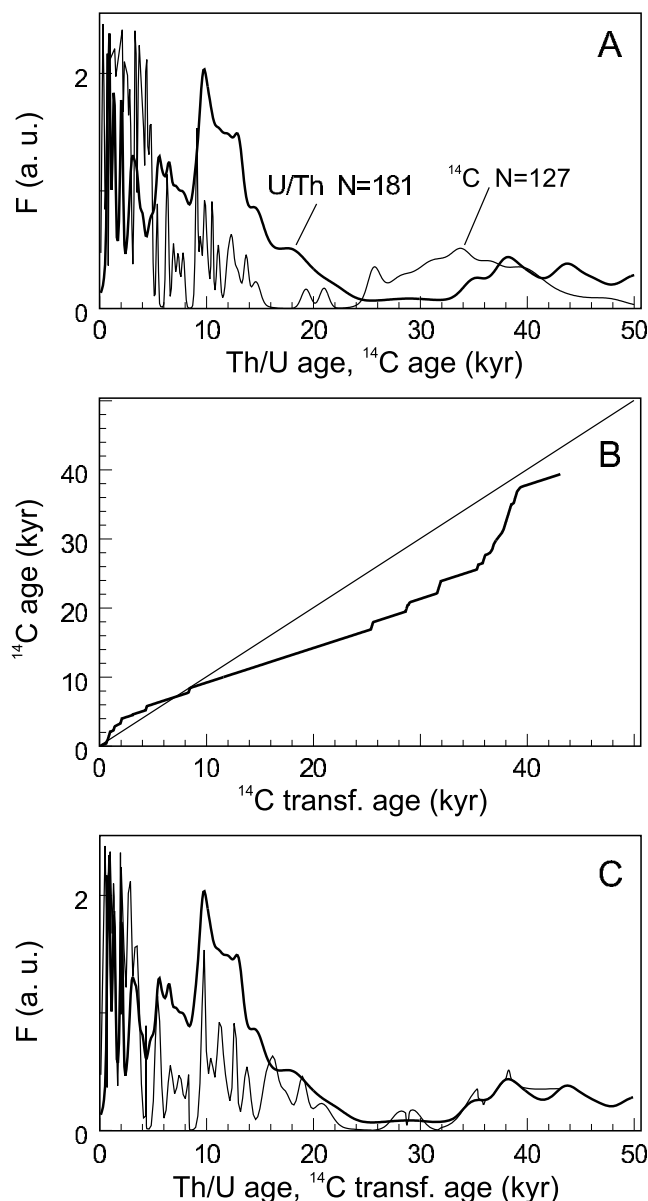 A
2
F (a. u.)
U/Th N=181
¹⁴C N=127
0
0 10 20 30 40 50
Th/U age, ¹⁴C age (kyr)
B
40
30
¹⁴C age (kyr)
20
10
0
0 10 20 40
¹⁴C transf. age (kyr)
C
2
F (a. u.)
0
0 10 20 30 40 50
Th/U age, ¹⁴C transf. age (kyr)